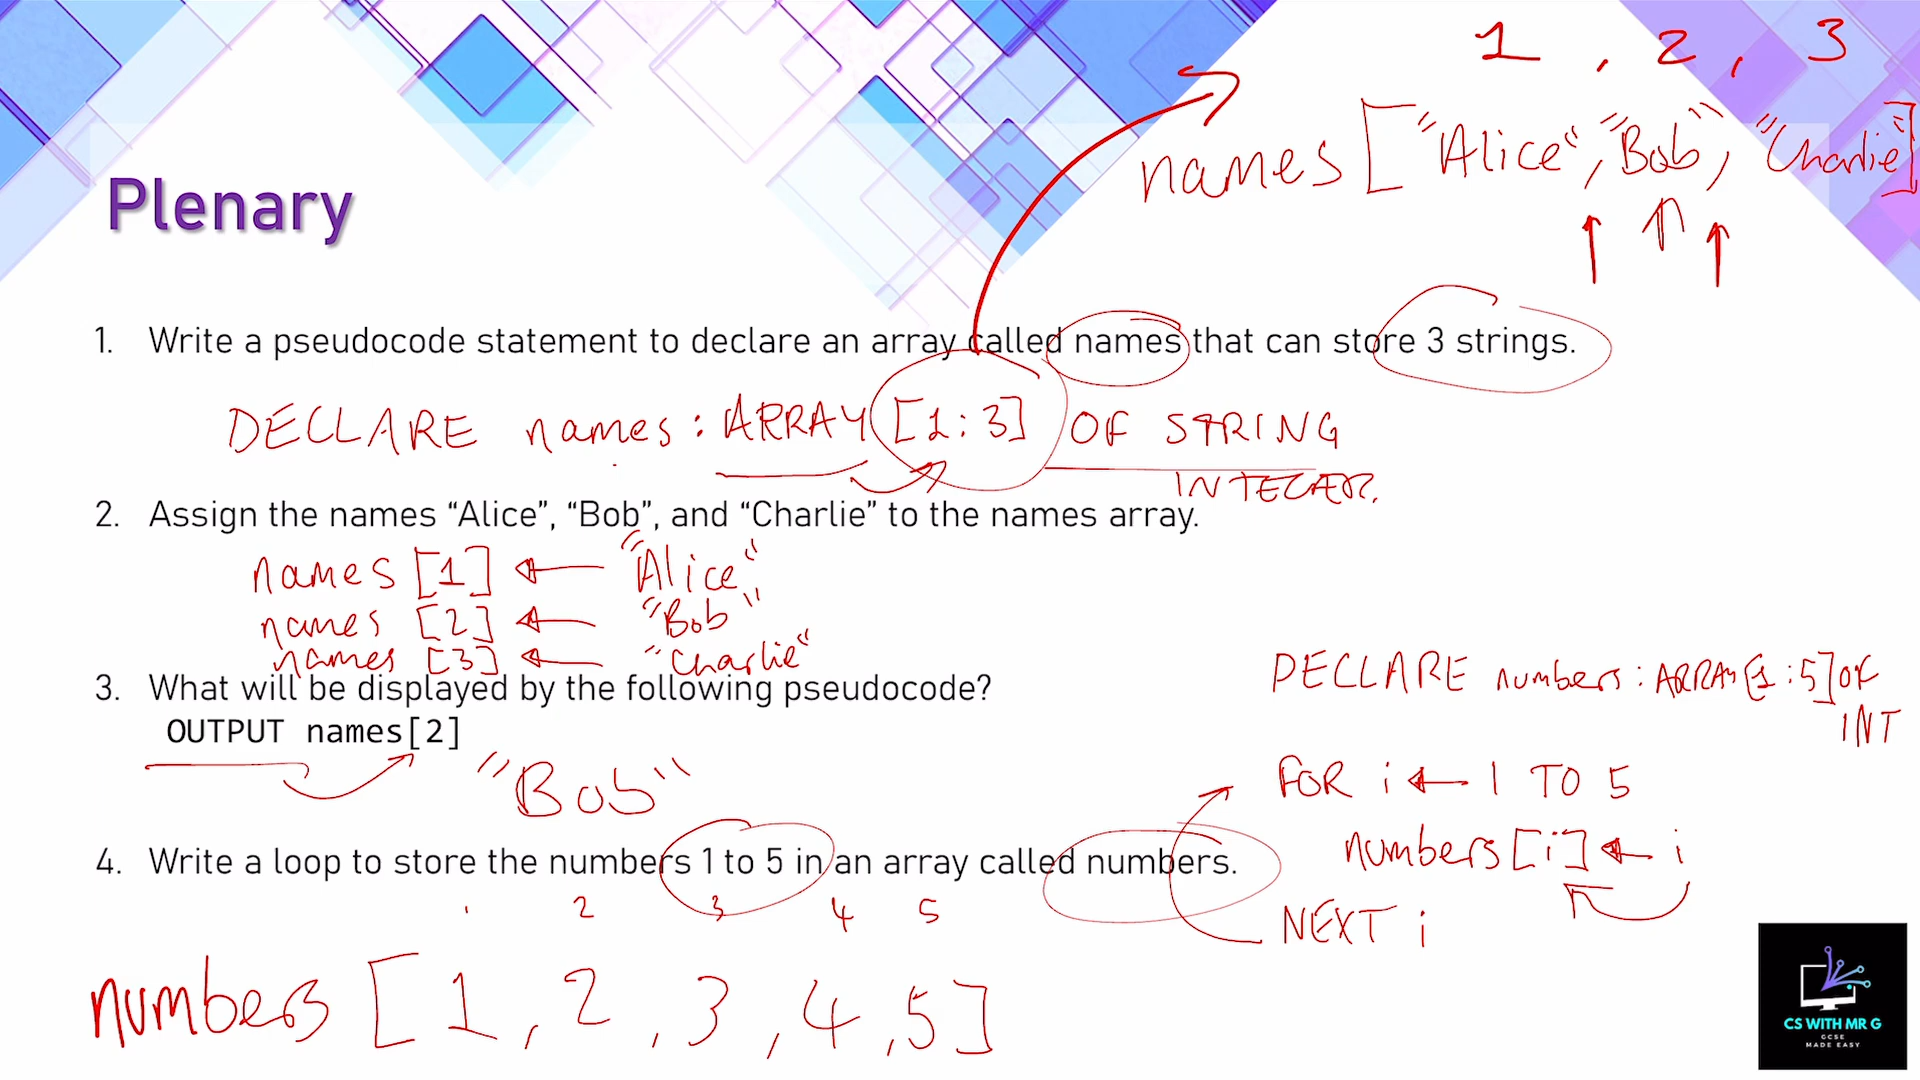 1 , 2 , 3
names ["Alice", "Bob", "Charlie"]
Plenary
1. Write a pseudocode statement to declare an array called names that can store 3 strings.
DECLARE names : ARRAY [1:3] OF STRING
INTEGER.
2. Assign the names “Alice”, “Bob”, and “Charlie” to the names array.
names [1] ← "Alice"
names [2] ← "Bob"
names [3] ← "Charlie"
3. What will be displayed by the following pseudocode?
OUTPUT names[2]
"Bob"
DECLARE numbers : ARRAY[1:5] OF
INT
FOR i ← 1 TO 5
numbers [i] ← i
NEXT i
4. Write a loop to store the numbers 1 to 5 in an array called numbers.
1 2 3 4 5
numbers [1, 2, 3, 4, 5]
CS WITH MR G
GCSE
MADE EASY